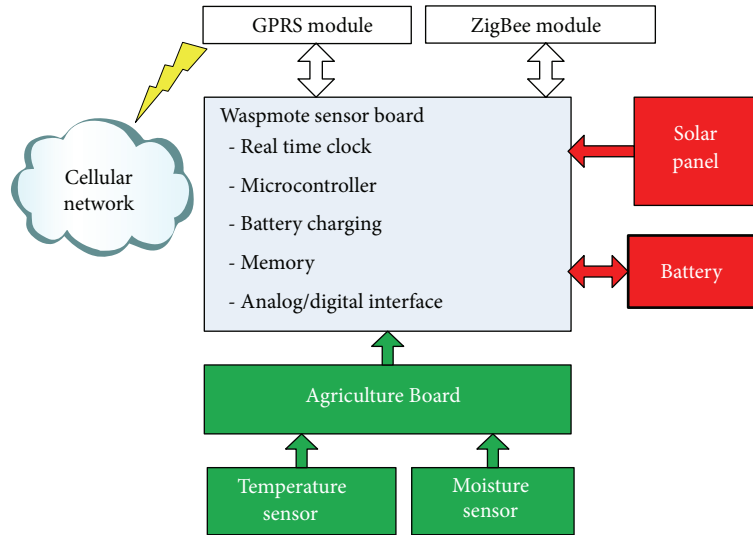 GPRS module
ZigBee module
Waspmote sensor board
- Real time clock
- Microcontroller
- Battery charging
- Memory
- Analog/digital interface
Cellular
network
Solar
panel
Battery
Agriculture Board
Temperature
sensor
Moisture
sensor